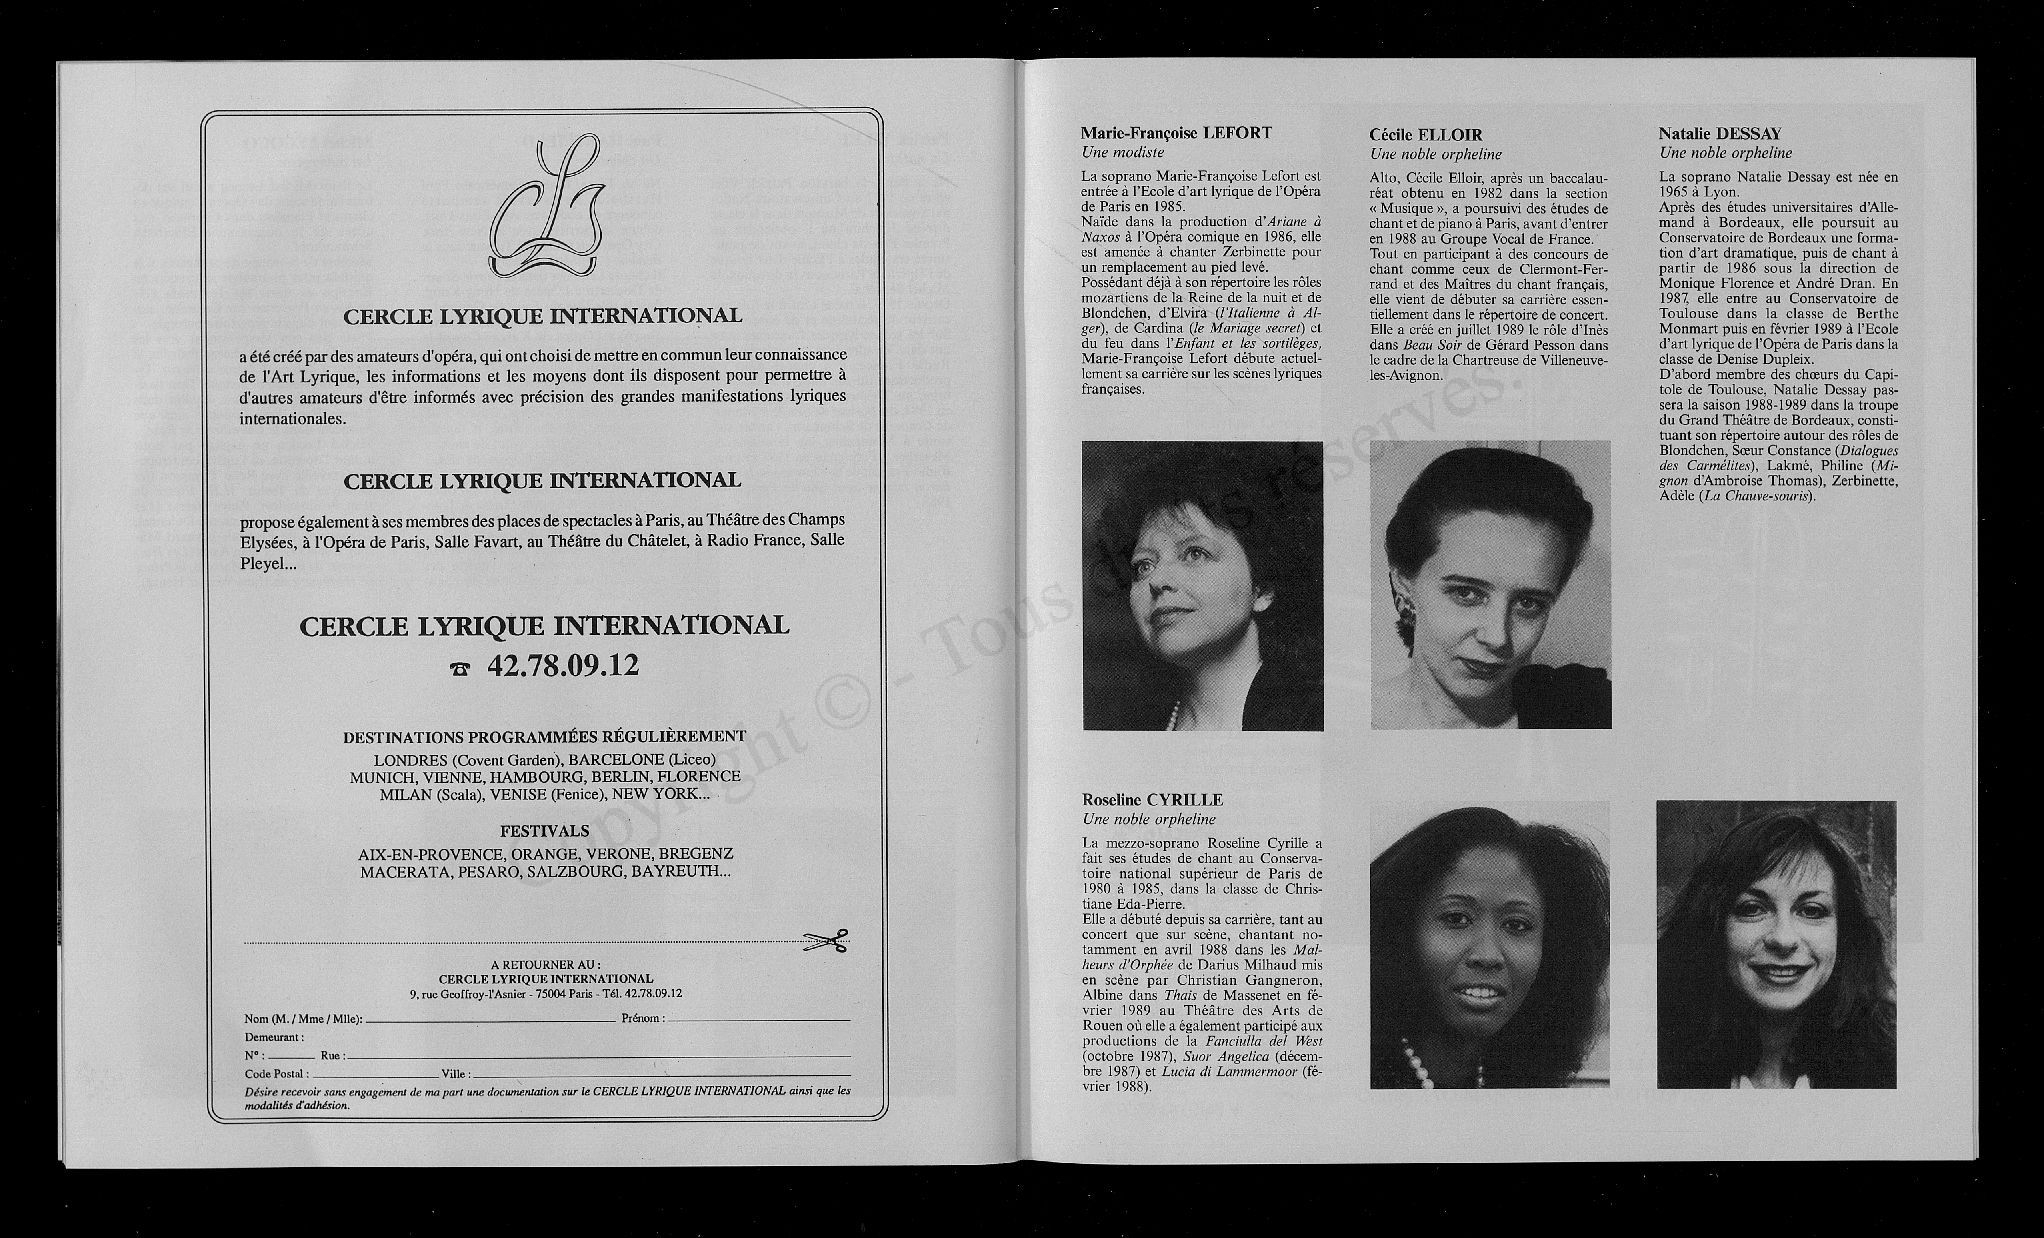 CERCLE LYRIQUE INTERNATIONAL
a été créé par des amateurs d'opéra, qui ont choisi de mettre en commun leur connaissance
de l'Art Lyrique, les informations et les moyens dont ils disposent pour permettre à
d'autres amateurs d'être informés avec précision des grandes manifestations lyriques
internationales.
CERCLE LYRIQUE INTERNATIONAL
propose également à ses membres des places de spectacles à Paris, au Théâtre des Champs
Elysées, à l'Opéra de Paris, Salle Favart, au Théâtre du Châtelet, à Radio France, Salle
Pleyel...
CERCLE LYRIQUE INTERNATIONAL
☎ 42.78.09.12
DESTINATIONS PROGRAMMÉES RÉGULIÈREMENT
LONDRES (Covent Garden), BARCELONE (Liceo)
MUNICH, VIENNE, HAMBOURG, BERLIN, FLORENCE
MILAN (Scala), VENISE (Fenice), NEW YORK...
FESTIVALS
AIX-EN-PROVENCE, ORANGE, VERONE, BREGENZ
MACERATA, PESARO, SALZBOURG, BAYREUTH...
A RETOURNER AU :
CERCLE LYRIQUE INTERNATIONAL
9, rue Geoffroy-l'Asnier - 75004 Paris - Tél. 42.78.09.12
Nom (M. / Mme / Mlle): Prénom :
Demeurant :
N° : Rue :
Code Postal : Ville :
Désire recevoir sans engagement de ma part une documentation sur le CERCLE LYRIQUE INTERNATIONAL ainsi que les
modalités d'adhésion.
Marie-Françoise LEFORT
Une modiste
La soprano Marie-Françoise Lefort est
entrée à l'Ecole d'art lyrique de l'Opéra
de Paris en 1985.
Naïde dans la production d'Ariane à
Naxos à l'Opéra comique en 1986, elle
est amenée à chanter Zerbinette pour
un remplacement au pied levé.
Possédant déjà à son répertoire les rôles
mozartiens de la Reine de la nuit et de
Blondchen, d'Elvira (l'Italienne à Al-
ger), de Cardina (le Mariage secret) et
du feu dans l'Enfant et les sortilèges,
Marie-Françoise Lefort débute actuel-
lement sa carrière sur les scènes lyriques
françaises.
Cécile ELLOIR
Une noble orpheline
Alto, Cécile Elloir, après un baccalau-
réat obtenu en 1982 dans la section
« Musique », a poursuivi des études de
chant et de piano à Paris, avant d'entrer
en 1988 au Groupe Vocal de France.
Tout en participant à des concours de
chant comme ceux de Clermont-Fer-
rand et des Maîtres du chant français,
elle vient de débuter sa carrière essen-
tiellement dans le répertoire de concert.
Elle a créé en juillet 1989 le rôle d'Inès
dans Beau Soir de Gérard Pesson dans
le cadre de la Chartreuse de Villeneuve-
les-Avignon.
Natalie DESSAY
Une noble orpheline
La soprano Natalie Dessay est née en
1965 à Lyon.
Après des études universitaires d'Alle-
mand à Bordeaux, elle poursuit au
Conservatoire de Bordeaux une forma-
tion d'art dramatique, puis de chant à
partir de 1986 sous la direction de
Monique Florence et André Dran. En
1987, elle entre au Conservatoire de
Toulouse dans la classe de Berthe
Monmart puis en février 1989 à l'Ecole
d'art lyrique de l'Opéra de Paris dans la
classe de Denise Dupleix.
D'abord membre des chœurs du Capi-
tole de Toulouse, Natalie Dessay pas-
sera la saison 1988-1989 dans la troupe
du Grand Théâtre de Bordeaux, consti-
tuant son répertoire autour des rôles de
Blondchen, Sœur Constance (Dialogues
des Carmélites), Lakmé, Philine (Mi-
gnon d'Ambroise Thomas), Zerbinette,
Adèle (La Chauve-souris).
Roseline CYRILLE
Une noble orpheline
La mezzo-soprano Roseline Cyrille a
fait ses études de chant au Conserva-
toire national supérieur de Paris de
1980 à 1985, dans la classe de Chris-
tiane Eda-Pierre.
Elle a débuté depuis sa carrière, tant au
concert que sur scène, chantant no-
tamment en avril 1988 dans les Mal-
heurs d'Orphée de Darius Milhaud mis
en scène par Christian Gangneron,
Albine dans Thaïs de Massenet en fé-
vrier 1989 au Théâtre des Arts de
Rouen où elle a également participé aux
productions de la Fanciulla del West
(octobre 1987), Suor Angelica (décem-
bre 1987) et Lucia di Lammermoor (fé-
vrier 1988).
Copyright © - Tous droits réservés.